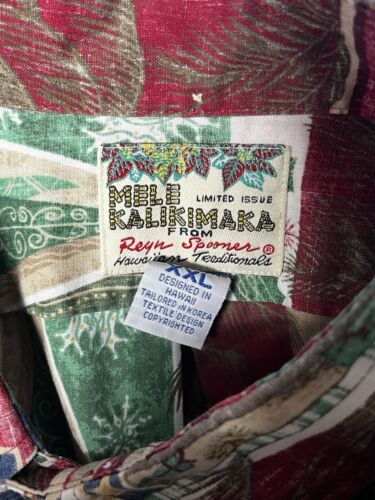 MELE LIMITED ISSUE
KALIKIMAKA
FROM
Reyn Spooner ®
Hawaiian Traditionals
XXL
DESIGNED IN
HAWAII
TAILORED IN KOREA
TEXTILE DESIGN
COPYRIGHTED